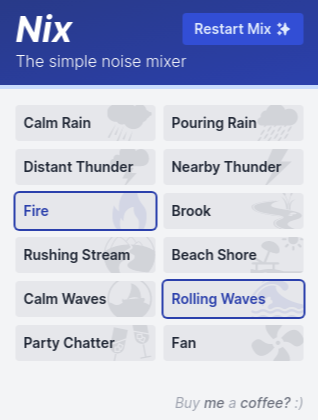 Nix
Restart Mix
The simple noise mixer
Calm Rain
Pouring Rain
Distant Thunder
Nearby Thunder
Fire
Brook
Rushing Stream
Beach Shore
Calm Waves
Rolling Waves
Party Chatter
Fan
Buy me a coffee? :)